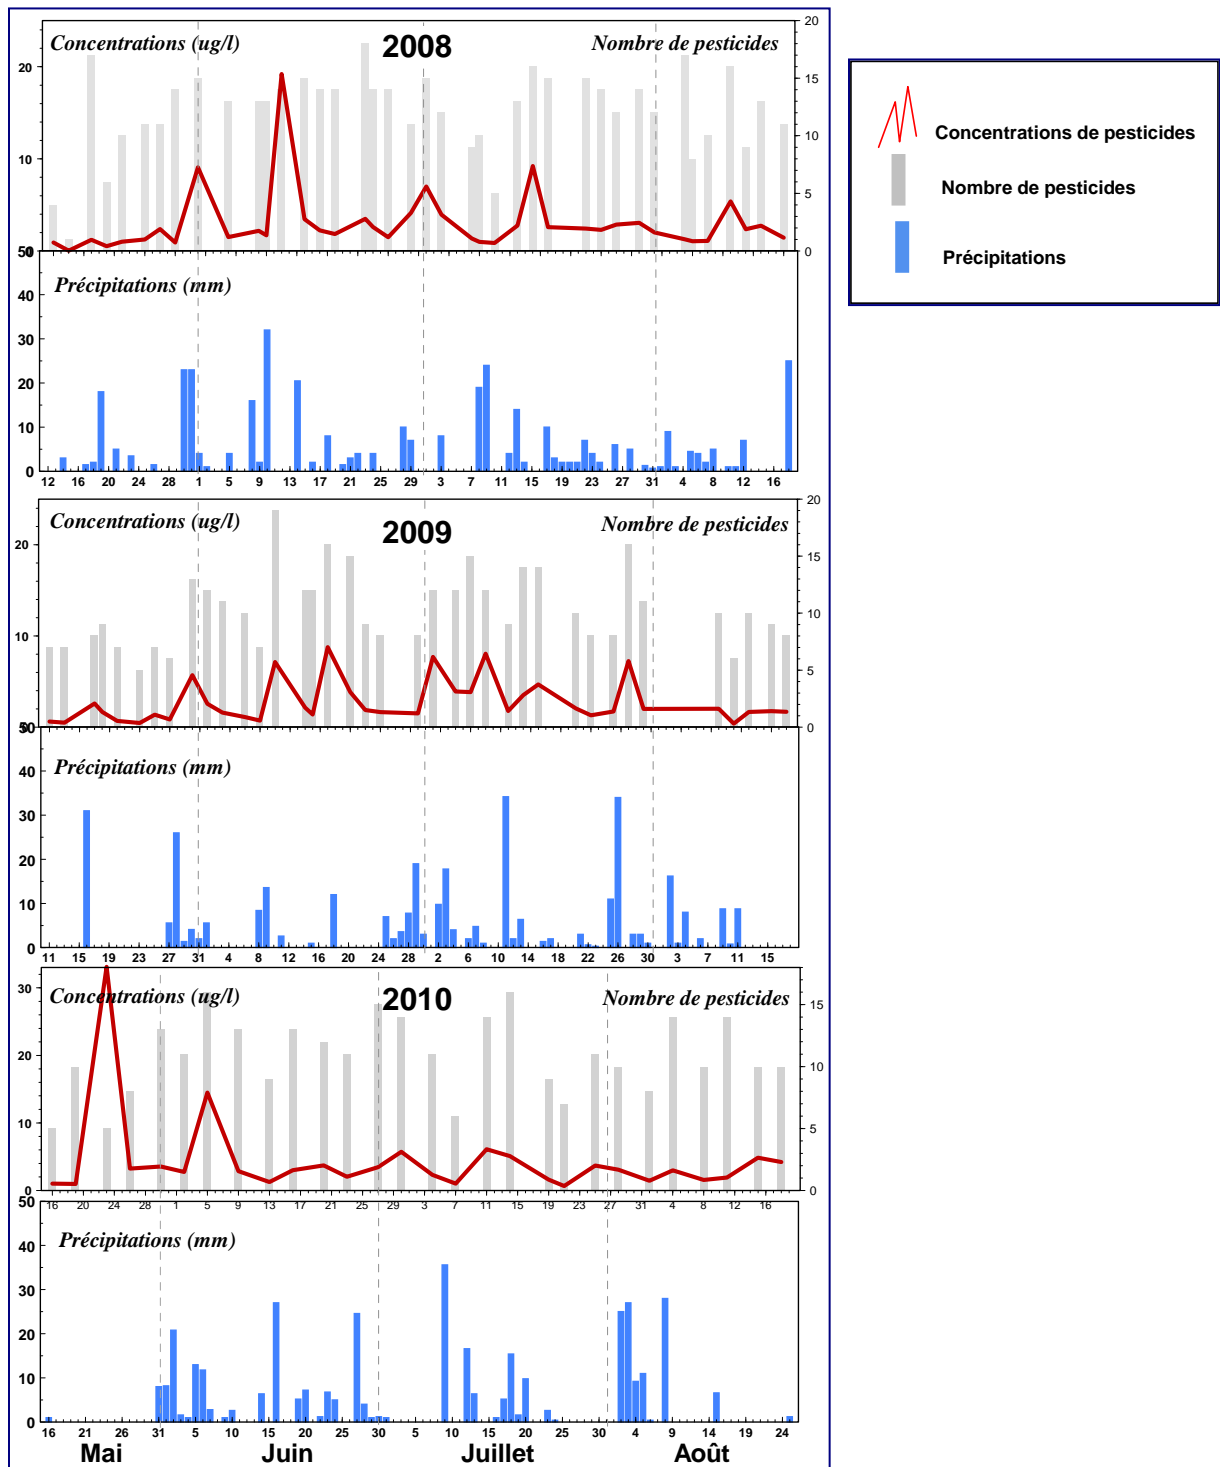 Concentrations (ug/l) 2008 Nombre de pesticides
20
10
20
15
10
5
0
Précipitations (mm)
50
40
30
20
10
0
12 16 20 24 28 1 5 9 13 17 21 25 29 3 7 11 15 19 23 27 31 4 8 12 16
Concentrations (ug/l) 2009 Nombre de pesticides
20
10
20
15
10
5
0
Précipitations (mm)
50
40
30
20
10
0
11 15 19 23 27 31 4 8 12 16 20 24 28 2 6 10 14 18 22 26 30 3 7 11 15
Concentrations (ug/l) 2010 Nombre de pesticides
30
20
10
0
15
10
5
0
16 20 24 28 1 5 9 13 17 21 25 29 3 7 11 15 19 23 27 31 4 8 12 16
Précipitations (mm)
50
40
30
20
10
0
16 21 26 31 5 10 15 20 25 30 5 10 15 20 25 30 4 9 14 19 24
Mai Juin Juillet Août
Concentrations de pesticides
Nombre de pesticides
Précipitations